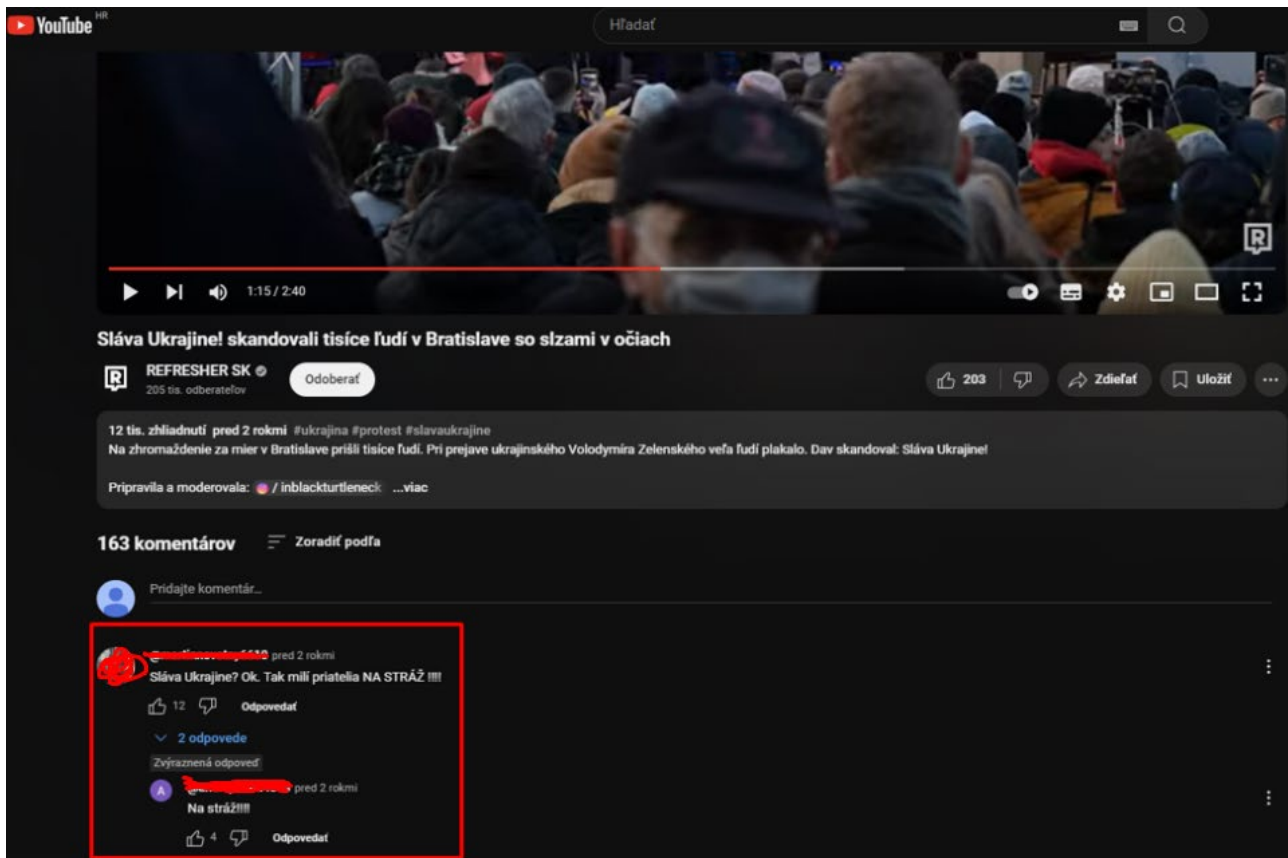 YouTube HR
Hľadať
1:15 / 2:40
Sláva Ukrajine! skandovali tisíce ľudí v Bratislave so slzami v očiach
REFRESHER SK
205 tis. odberateľov
Odoberať
203
Zdieľať
Uložiť
12 tis. zhliadnutí pred 2 rokmi #ukrajina #protest #slavaukrajine
Na zhromaždenie za mier v Bratislave prišli tisíce ľudí. Pri prejave ukrajinského Volodymíra Zelenského veľa ľudí plakalo. Dav skandoval: Sláva Ukrajine!
Pripravila a moderovala: / inblackturtleneck ...viac
163 komentárov
Zoradiť podľa
Pridajte komentár...
pred 2 rokmi
Sláva Ukrajine? Ok. Tak milí priatelia NA STRÁŽ !!!!!
12
Odpovedať
2 odpovede
Zvýraznená odpoveď
A
pred 2 rokmi
Na stráž!!!!!
4
Odpovedať